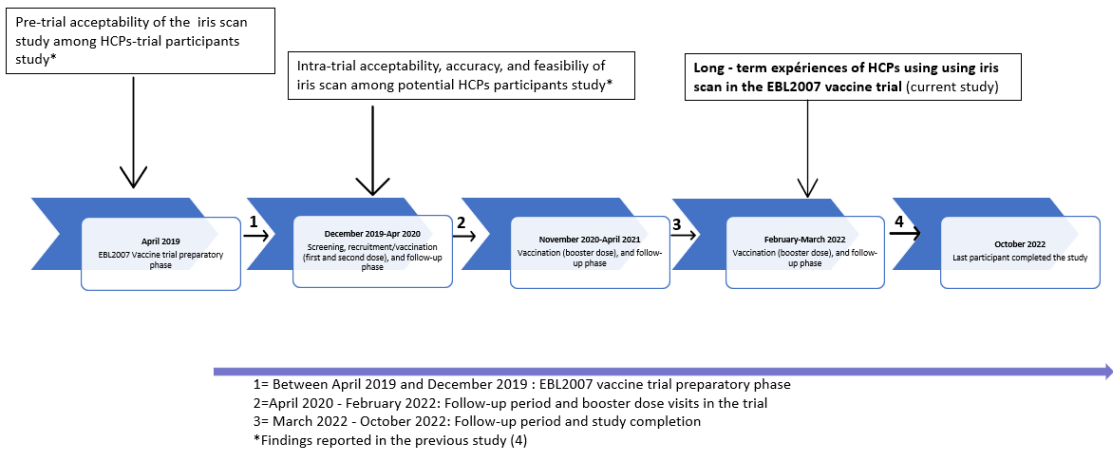 Pre-trial acceptability of the iris scan
study among HCPs-trial participants
study*
Intra-trial acceptability, accuracy, and feasibiliy of
iris scan among potential HCPs participants study*
Long - term expériences of HCPs using using iris
scan in the EBL2007 vaccine trial (current study)
1
2
3
4
April 2019
EBL2007 Vaccine trial preparatory
phase
December 2019-Apr 2020
Screening, recruitment/vaccination
(first and second dose), and follow-up
phase
November 2020-April 2021
Vaccination (booster dose), and follow-
up phase
February-March 2022
Vaccination (booster dose), and follow-
up phase
October 2022
Last participant completed the study
1= Between April 2019 and December 2019 : EBL2007 vaccine trial preparatory phase
2=April 2020 - February 2022: Follow-up period and booster dose visits in the trial
3= March 2022 - October 2022: Follow-up period and study completion
*Findings reported in the previous study (4)